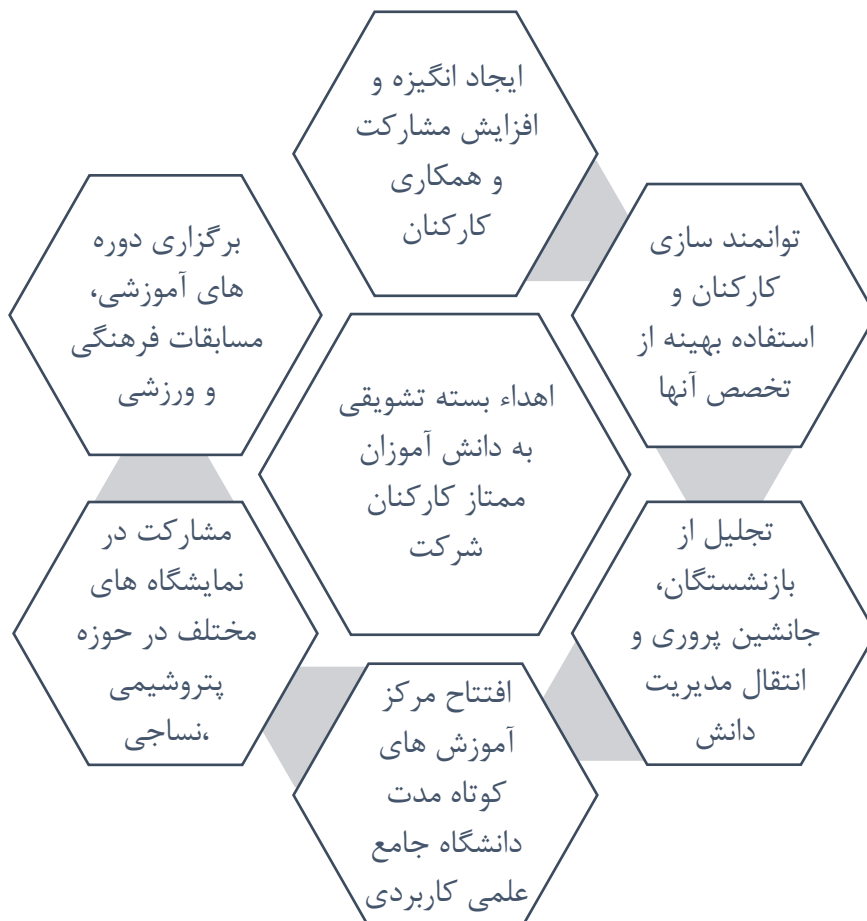 ایجاد انگیزه و
افزایش مشارکت
و همکاری
کارکنان
توانمند سازی
کارکنان و
استفاده بهینه از
تخصص آنها
تجلیل از
بازنشستگان،
جانشین پروری و
انتقال مدیریت
دانش
افتتاح مرکز
آموزش های
کوتاه مدت
دانشگاه جامع
علمی کاربردی
مشارکت در
نمایشگاه های
مختلف در حوزه
پتروشیمی
،نساجی
برگزاری دوره
های آموزشی،
مسابقات فرهنگی
و ورزشی
اهداء بسته تشویقی
به دانش آموزان
ممتاز کارکنان
شرکت